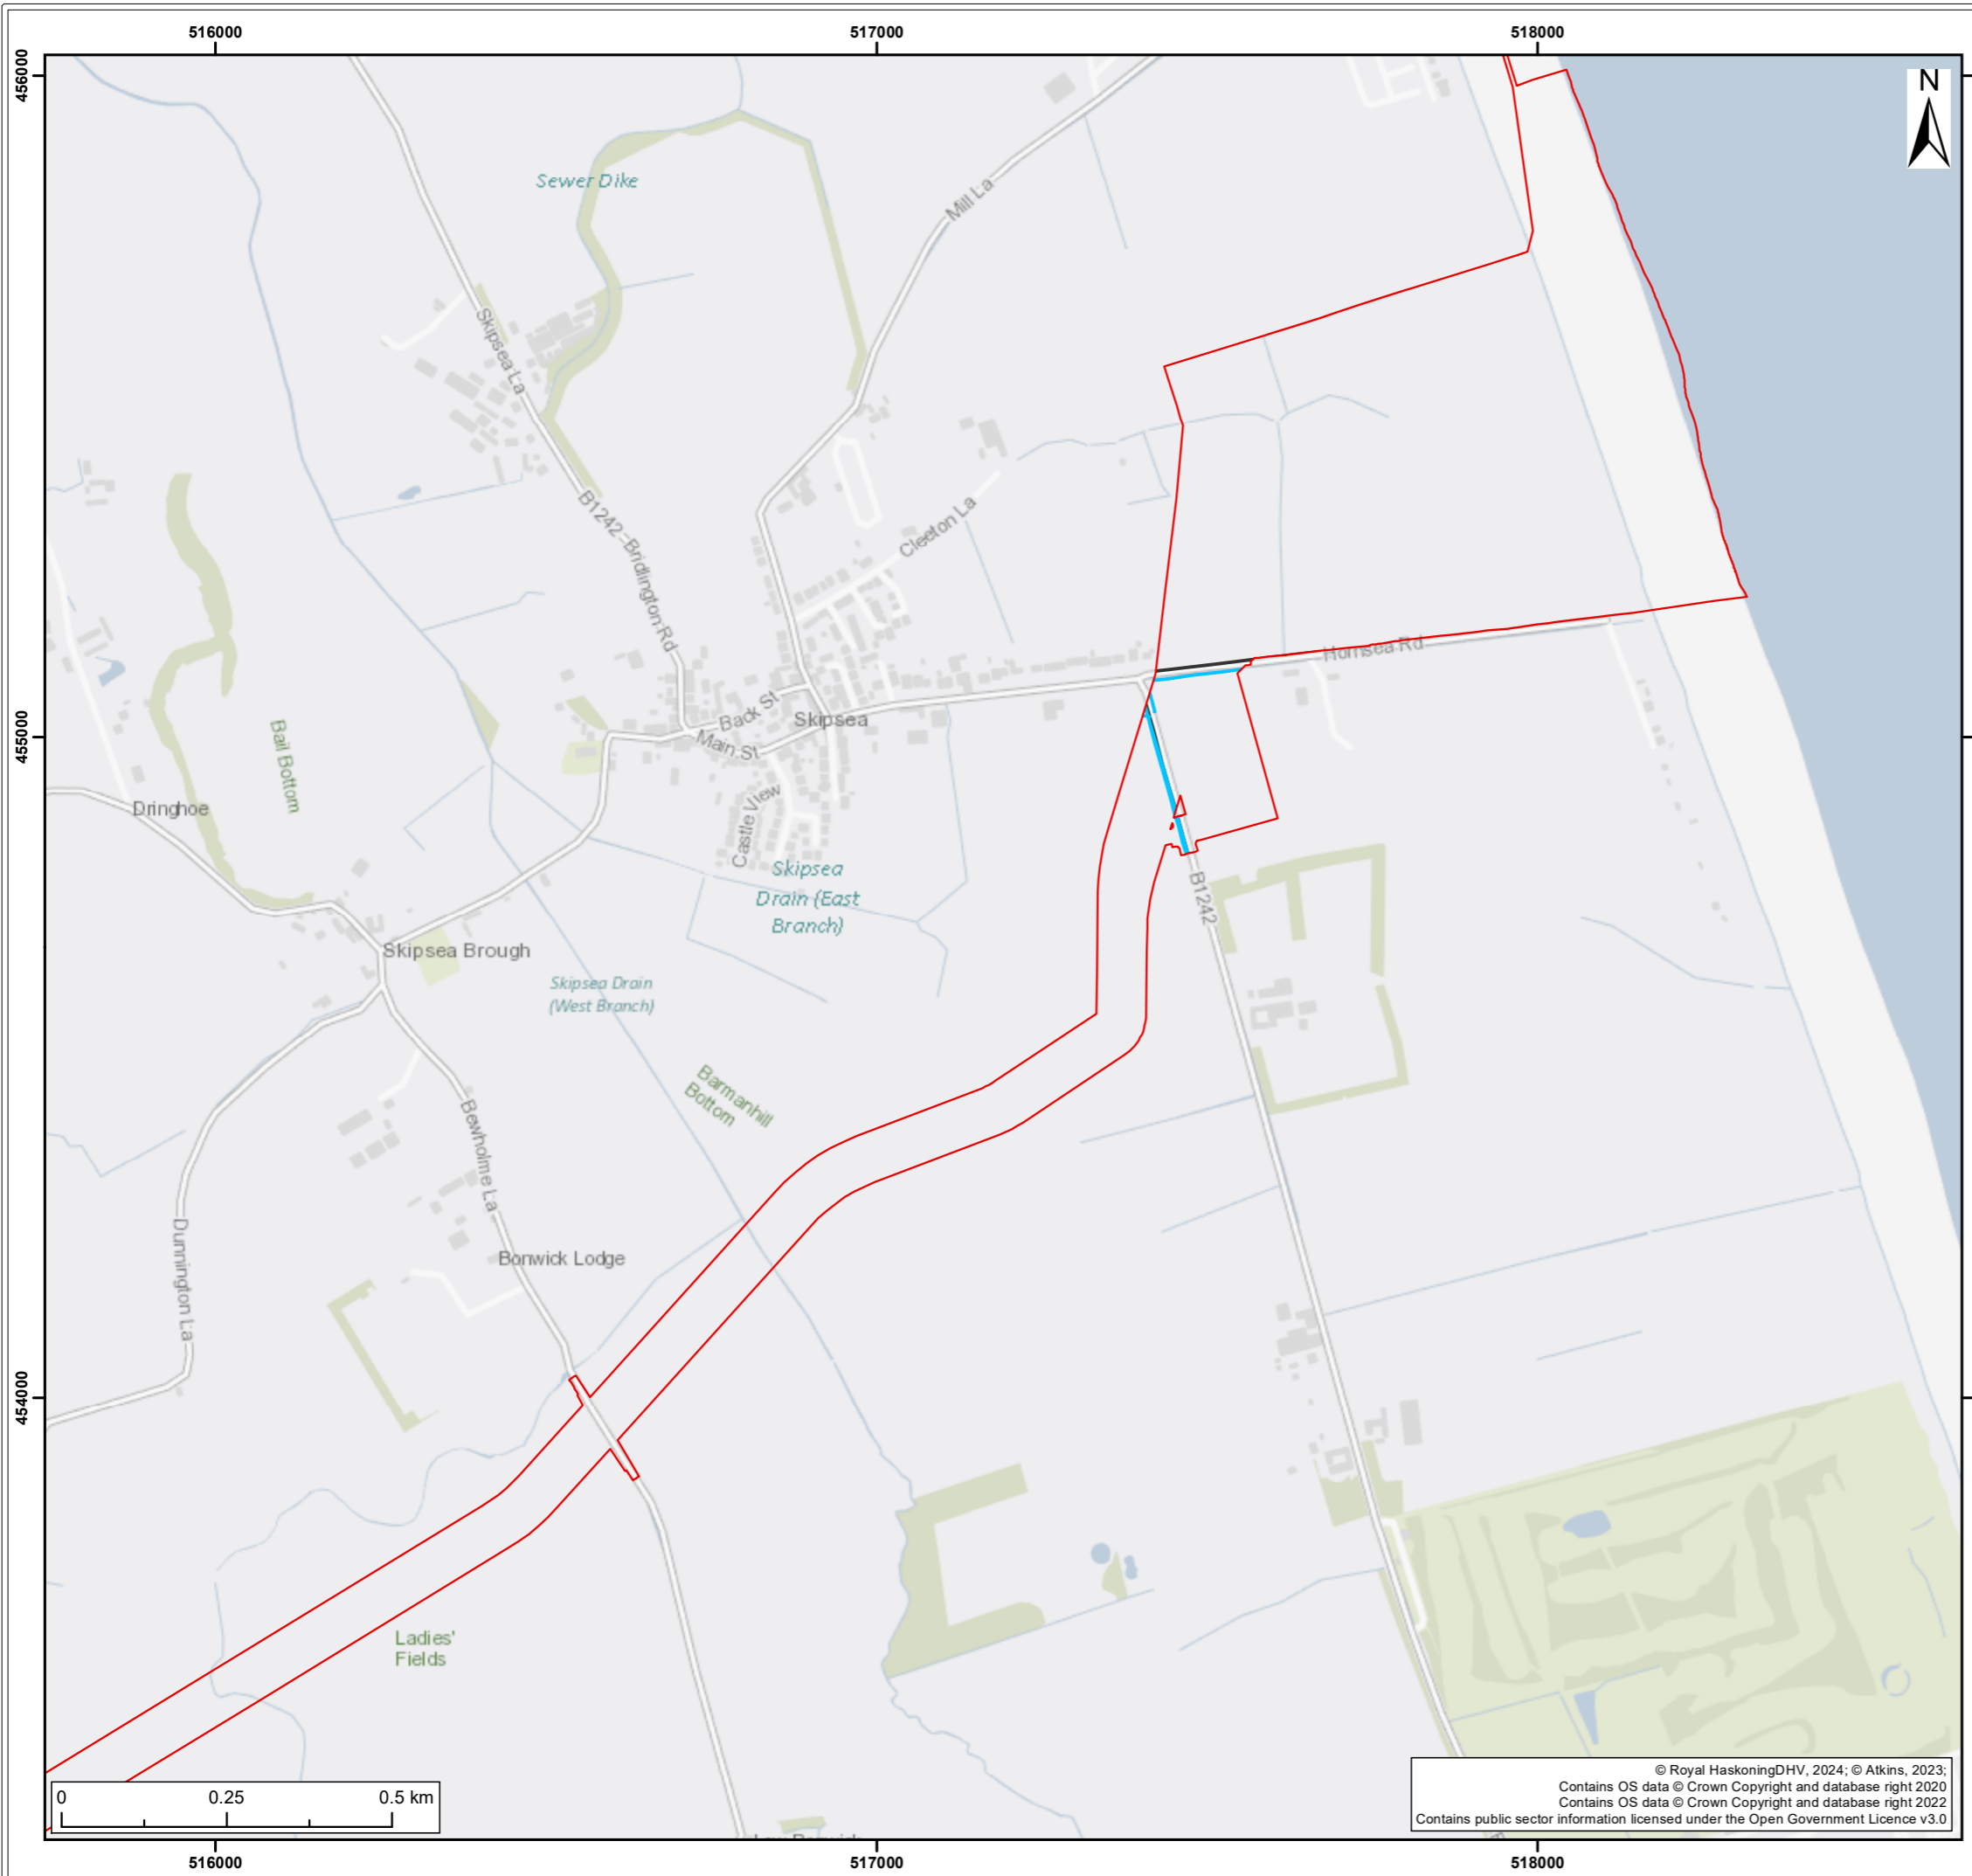 516000
517000
518000
456000
N
Sewer Dike
Mill La
Skipsea La
B1242-Bridlington Rd
Cleeton La
Hornsea Rd
455000
Back St
Skipsea
Main St
Bail Bottom
Dringhoe
Castle View
Skipsea
Drain (East
Branch)
B1242
Skipsea Brough
Skipsea Drain
(West Branch)
Barmanhill
Bottom
Bewholme La
Dunnington La
Bonwick Lodge
454000
Ladies'
Fields
0
0.25
0.5 km
© Royal HaskoningDHV, 2024; © Atkins, 2023;
Contains OS data © Crown Copyright and database right 2020
Contains OS data © Crown Copyright and database right 2022
Contains public sector information licensed under the Open Government Licence v3.0
516000
517000
518000